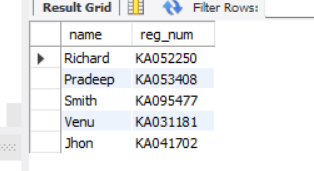 Result Grid Filter Rows:
name reg_num
Richard KA052250
Pradeep KA053408
Smith KA095477
Venu KA031181
Jhon KA041702